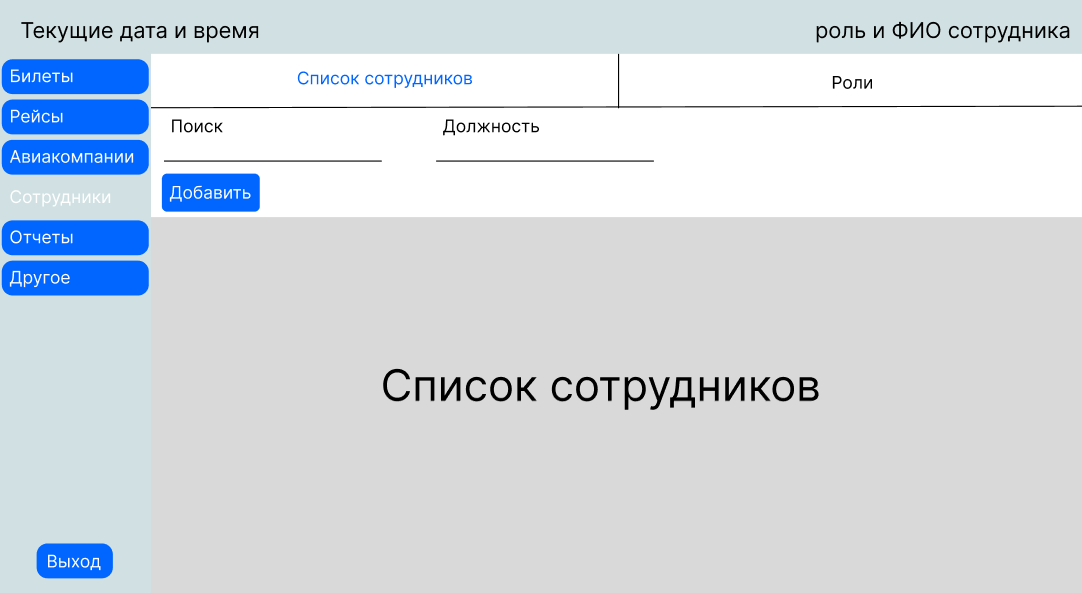 Текущие дата и время
роль и ФИО сотрудника
Билеты
Рейсы
Авиакомпании
Сотрудники
Отчеты
Другое
Выход
Список сотрудников
Роли
Поиск
Должность
Добавить
Список сотрудников